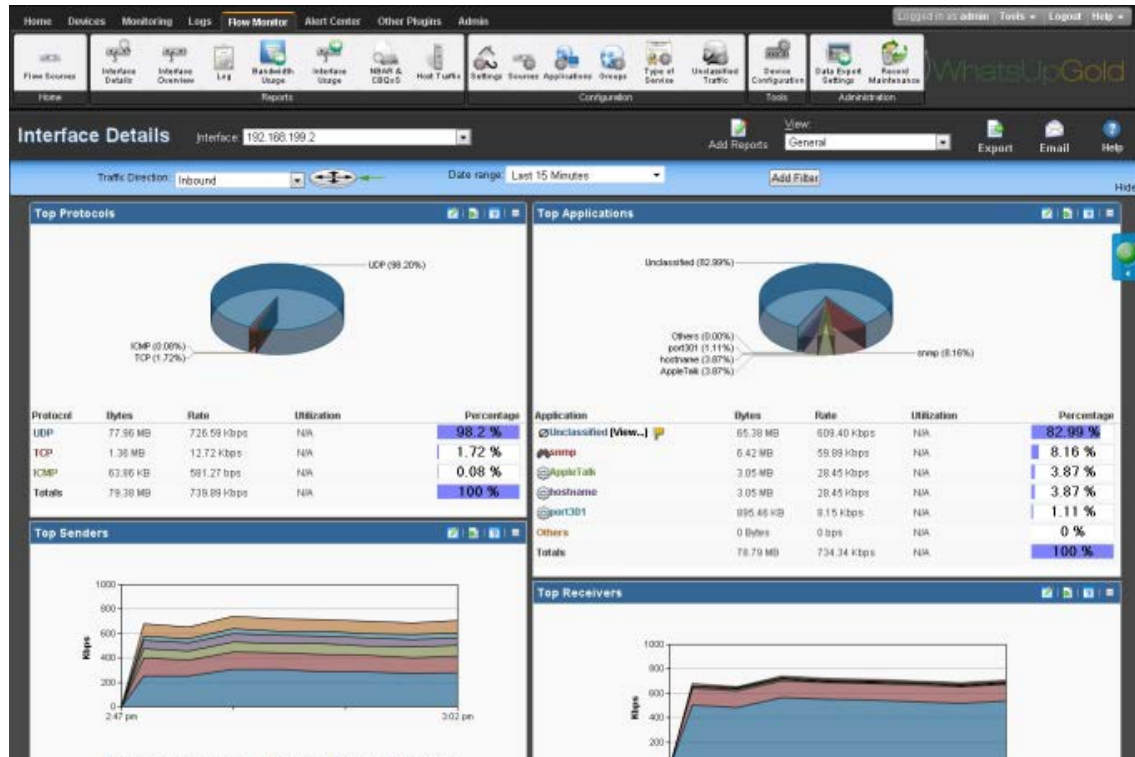 Home Devices Monitoring Logs Flow Monitor Alert Center Other Plugins Admin
Logged in as admin Tools Logout Help
Flow Sources Interface Details Interface Overview Log Bandwidth Usage Interface Usage NBAR & CBQoS Host Traffic Settings Sources Applications Groups Type of Service Unclassified Traffic Device Configuration Data Export Settings Record Maintenance
WhatsUpGold
Home Reports Configuration Tools Administration
Interface Details
Interface: 192.168.199.2
Add Reports
View:
General
Export
Email
Help
Traffic Direction: Inbound
Date range: Last 15 Minutes
Add Filter
Hide
Top Protocols
UDP (98.20%)
ICMP (0.08%)
TCP (1.72%)
Protocol Bytes Rate Utilization Percentage
UDP 77.96 MB 726.59 Kbps N/A 98.2 %
TCP 1.36 MB 12.72 Kbps N/A 1.72 %
ICMP 63.86 KB 581.27 bps N/A 0.08 %
Totals 79.38 MB 739.89 Kbps N/A 100 %
Top Applications
Unclassified (82.99%)
Others (0.00%)
port301 (1.11%)
hostname (3.87%)
AppleTalk (3.87%)
snmp (8.16%)
Application Bytes Rate Utilization Percentage
Unclassified [View...] 65.38 MB 609.40 Kbps N/A 82.99 %
snmp 6.42 MB 59.89 Kbps N/A 8.16 %
AppleTalk 3.05 MB 28.45 Kbps N/A 3.87 %
hostname 3.05 MB 28.45 Kbps N/A 3.87 %
port301 895.46 KB 8.15 Kbps N/A 1.11 %
Others 0 Bytes 0 bps N/A 0 %
Totals 78.79 MB 734.34 Kbps N/A 100 %
Top Senders
1000
800
600
400
200
0
Kbps
2:47 pm 3:02 pm
Top Receivers
1000
800
600
400
200
Kbps